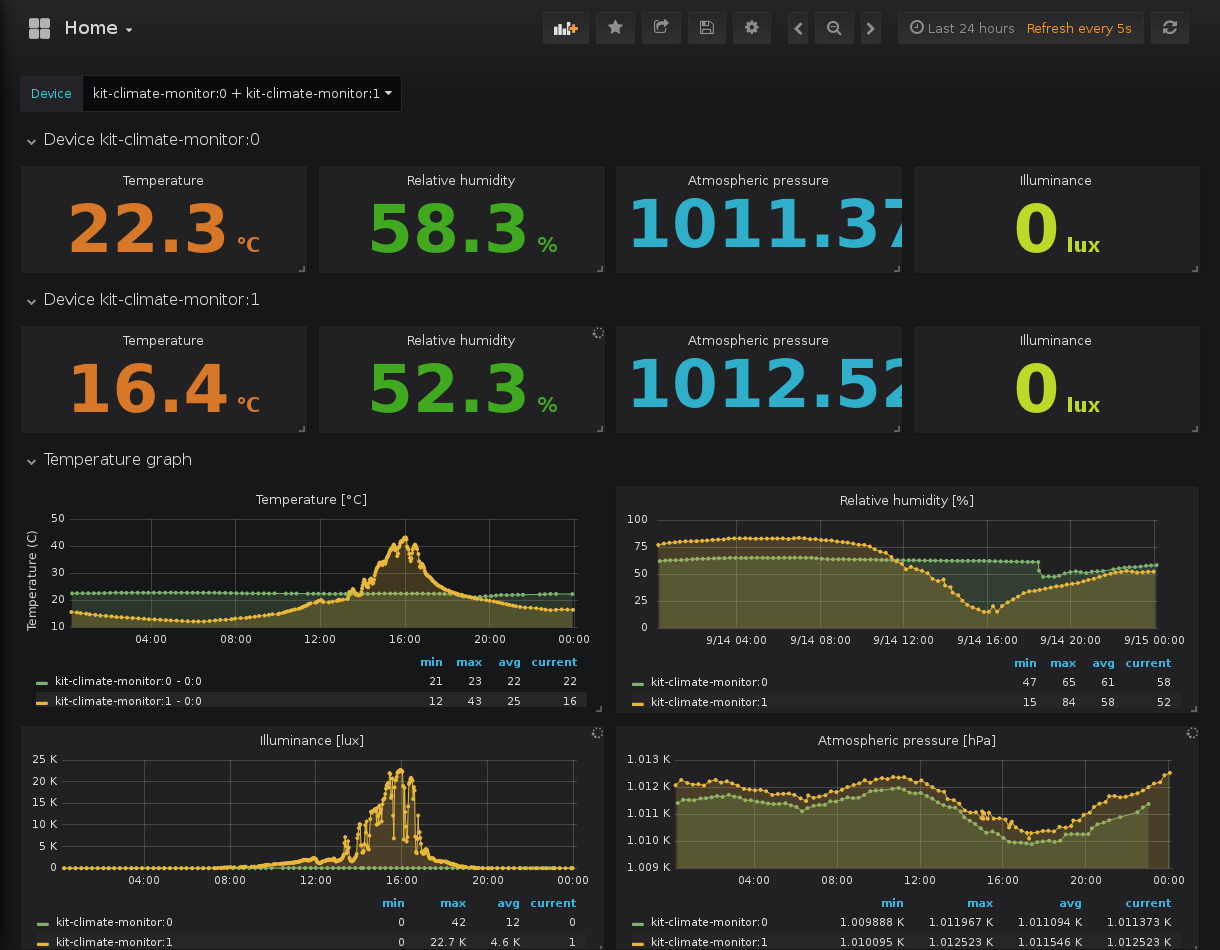 Home
Last 24 hours Refresh every 5s
Device kit-climate-monitor:0 + kit-climate-monitor:1
Device kit-climate-monitor:0
Temperature Relative humidity Atmospheric pressure Illuminance
22.3 °C 58.3 % 1011.37 0 lux
Device kit-climate-monitor:1
Temperature Relative humidity Atmospheric pressure Illuminance
16.4 °C 52.3 % 1012.52 0 lux
Temperature graph
Temperature [°C]
Temperature (C)
50
40
30
20
10
04:00 08:00 12:00 16:00 20:00 00:00
min max avg current
kit-climate-monitor:0 - 0:0 21 23 22 22
kit-climate-monitor:1 - 0:0 12 43 25 16
Relative humidity [%]
100
75
50
25
0
9/14 04:00 9/14 08:00 9/14 12:00 9/14 16:00 9/14 20:00 9/15 00:00
min max avg current
kit-climate-monitor:0 47 65 61 58
kit-climate-monitor:1 15 84 58 52
Illuminance [lux]
25 K
20 K
15 K
10 K
5 K
0
04:00 08:00 12:00 16:00 20:00 00:00
min max avg current
kit-climate-monitor:0 0 42 12 0
kit-climate-monitor:1 0 22.7 K 4.6 K 1
Atmospheric pressure [hPa]
1.013 K
1.012 K
1.011 K
1.010 K
1.009 K
04:00 08:00 12:00 16:00 20:00 00:00
min max avg current
kit-climate-monitor:0 1.009888 K 1.011967 K 1.011094 K 1.011373 K
kit-climate-monitor:1 1.010095 K 1.012523 K 1.011546 K 1.012523 K